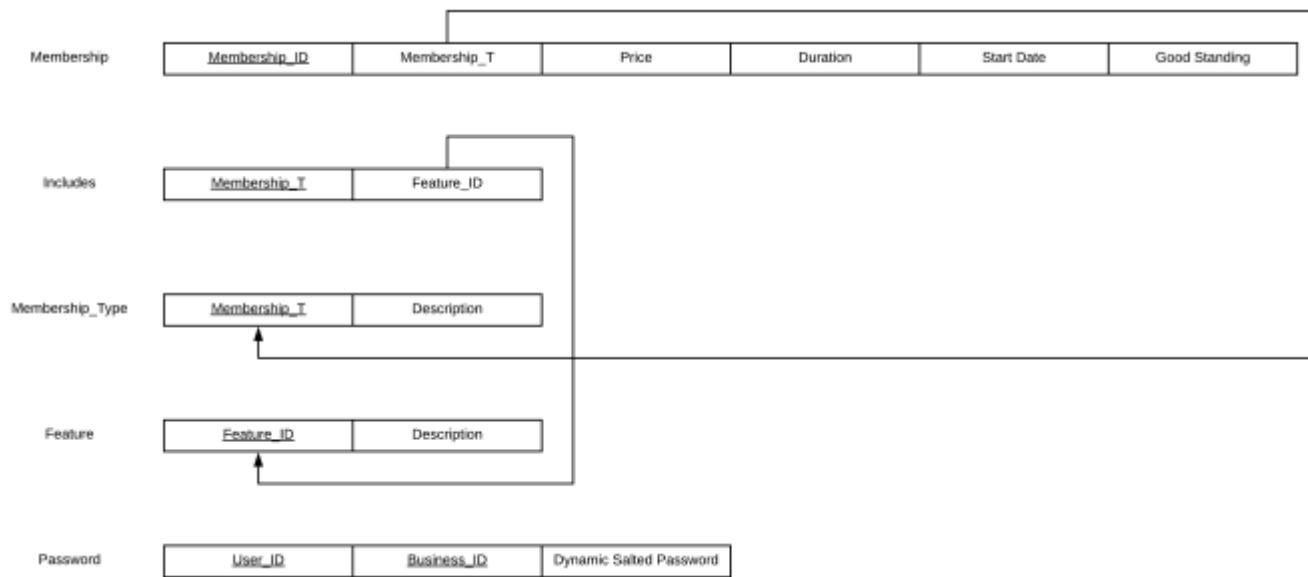 Membership Membership_ID Membership_T Price Duration Start Date Good Standing
Includes Membership_T Feature_ID
Membership_Type Membership_T Description
Feature Feature_ID Description
Password User_ID Business_ID Dynamic Salted Password